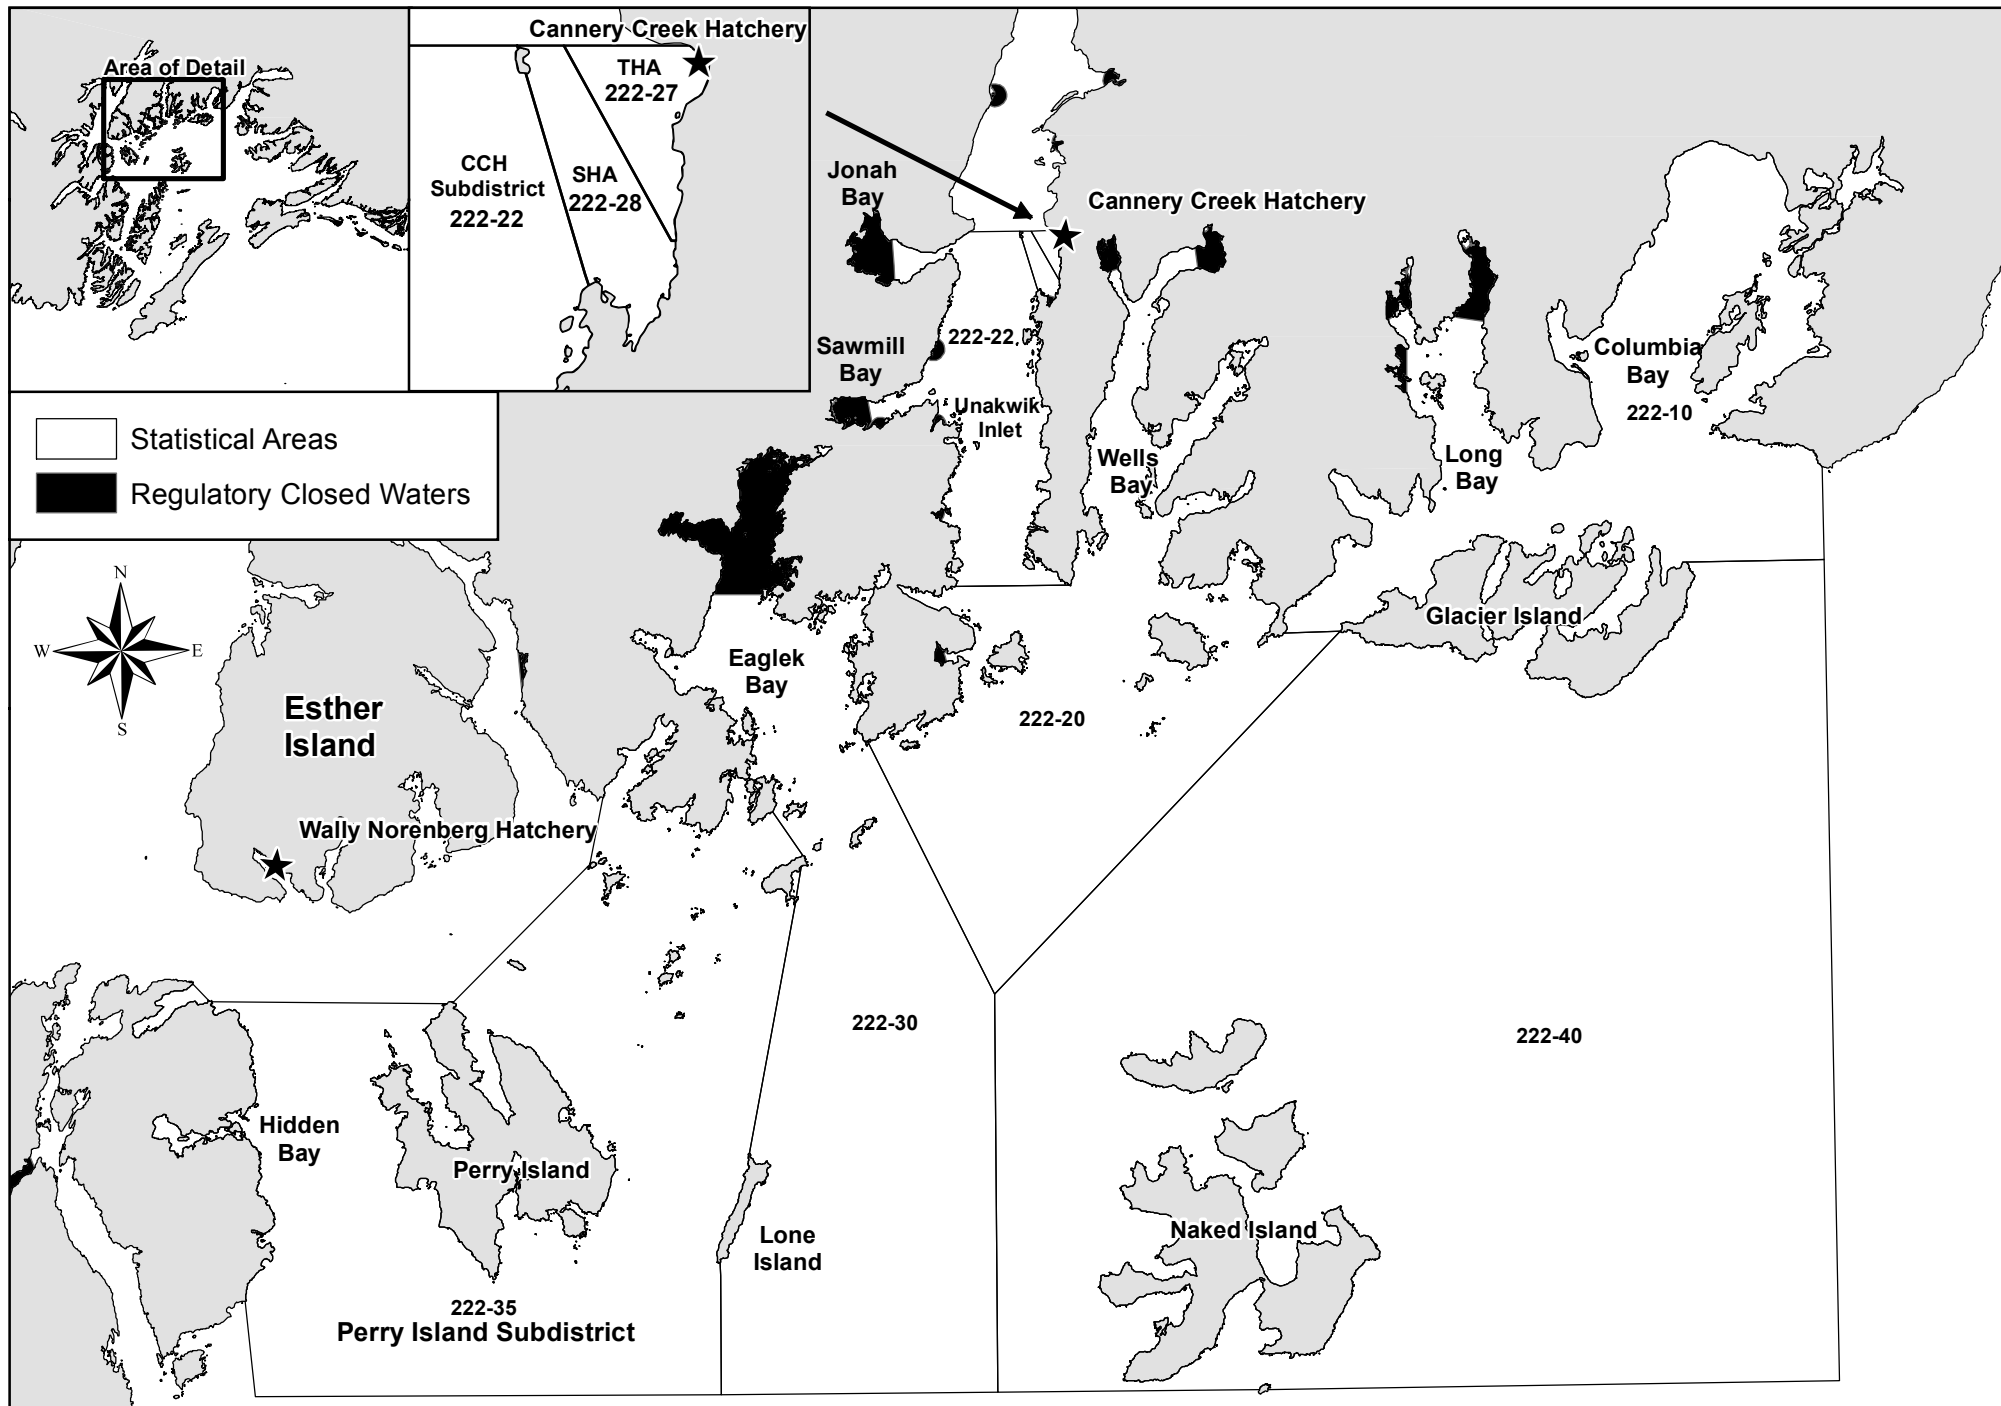 Area of Detail
Cannery Creek Hatchery
THA
222-27
CCH
Subdistrict
222-22
SHA
222-28
Statistical Areas
Regulatory Closed Waters
Jonah
Bay
Cannery Creek Hatchery
Sawmill
Bay
222-22
Unakwik
Inlet
Wells
Bay
Long
Bay
Columbia
Bay
222-10
N
W
E
S
Esther
Island
Eaglek
Bay
Glacier Island
222-20
Wally Norenberg Hatchery
222-30
222-40
Hidden
Bay
Perry Island
Lone
Island
Naked Island
222-35
Perry Island Subdistrict